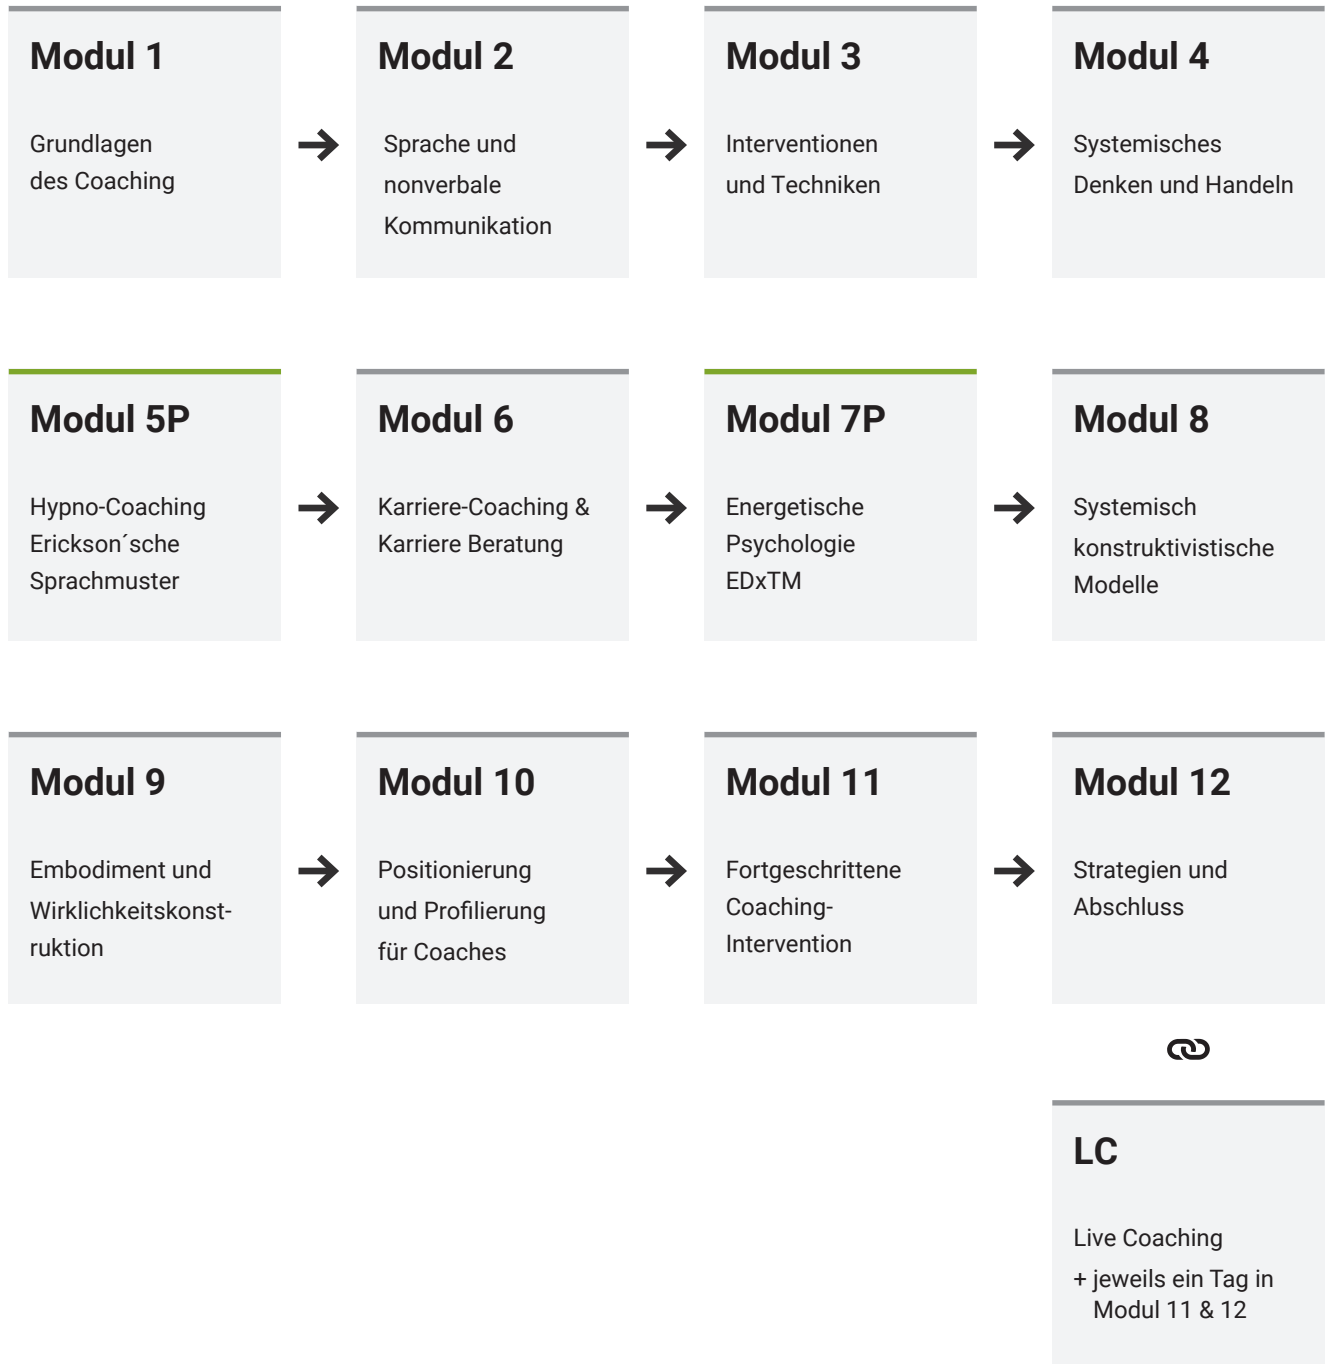 Modul 1
Grundlagen
des Coaching
Modul 2
Sprache und
nonverbale
Kommunikation
Modul 3
Interventionen
und Techniken
Modul 4
Systemisches
Denken und Handeln
Modul 5P
Hypno-Coaching
Erickson´sche
Sprachmuster
Modul 6
Karriere-Coaching &
Karriere Beratung
Modul 7P
Energetische
Psychologie
EDxTM
Modul 8
Systemisch
konstruktivistische
Modelle
Modul 9
Embodiment und
Wirklichkeitskonst-
ruktion
Modul 10
Positionierung
und Profilierung
für Coaches
Modul 11
Fortgeschrittene
Coaching-
Intervention
Modul 12
Strategien und
Abschluss
LC
Live Coaching
+ jeweils ein Tag in
Modul 11 & 12